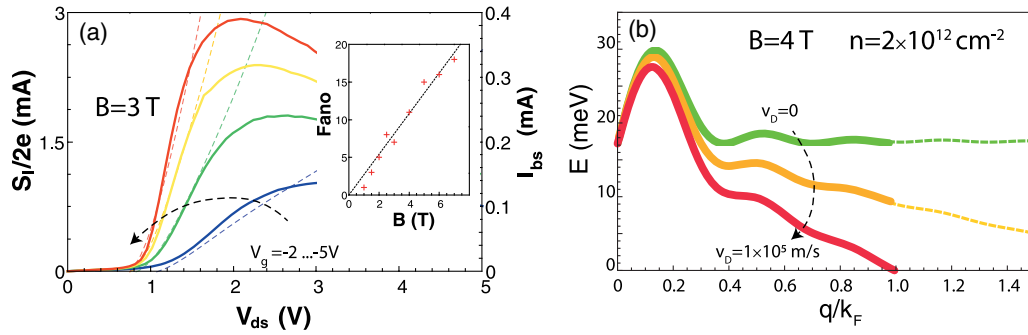 (a)
B=3 T
S_I/2e (mA)
3
1.5
0
0
1
2
3
4
5
V_ds (V)
V_g=-2 ...-5V
0.4
0.3
0.2
0.1
0
I_bs (mA)
Fano
20
15
10
5
0
0
2
4
6
B (T)
(b)
B=4 T n=2×10^12 cm^-2
E (meV)
30
20
10
0
0
0.2
0.4
0.6
0.8
1.0
1.2
1.4
q/k_F
v_D=0
v_D=1×10^5 m/s